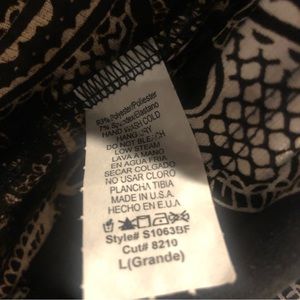 93% Polyester/Poliester
7% Spandex/Elastano
HAND WASH COLD
HANG DRY
DO NOT BLEACH
LOW STEAM
LAVA A MANO
EN AGUA FRIA
SECAR COLGADO
NO USAR CLORO
PLANCHA TIBIA
MADE IN U.S.A.
HECHO EN E.U.A
Style# S1063BF
Cut# 8210
L(Grande)